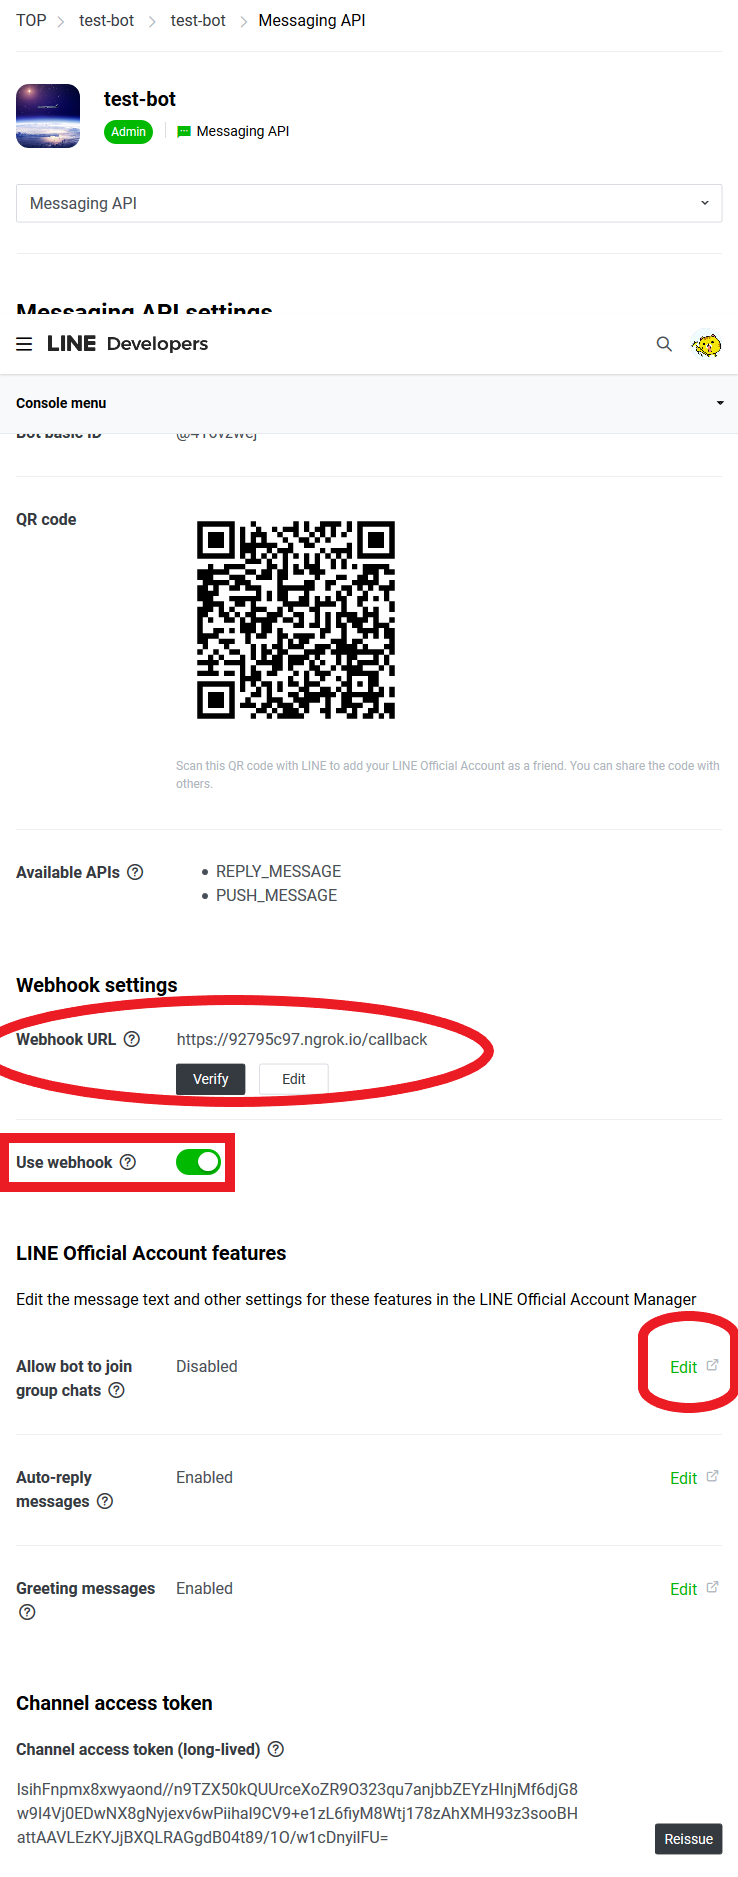 TOP > test-bot > test-bot > Messaging API
test-bot
Admin
Messaging API
Messaging API
Messaging API settings
LINE Developers
Console menu
Bot basic ID
QR code
Scan this QR code with LINE to add your LINE Official Account as a friend. You can share the code with
others.
Available APIs ?
• REPLY_MESSAGE
• PUSH_MESSAGE
Webhook settings
Webhook URL ? https://92795c97.ngrok.io/callback
Verify Edit
Use webhook ?
LINE Official Account features
Edit the message text and other settings for these features in the LINE Official Account Manager
Allow bot to join Disabled Edit
group chats ?
Auto-reply Enabled Edit
messages ?
Greeting messages Enabled Edit
?
Channel access token
Channel access token (long-lived) ?
IsihFnpmx8xwyaond//n9TZX50kQUUrceXoZR9O323qu7anjbbZEYzHInjMf6djG8
w9I4Vj0EDwNX8gNyjexv6wPiihaI9CV9+e1zL6fiyM8Wtj178zAhXMH93z3sooBH
attAAVLEzKYJjBXQLRAGgdB04t89/1O/w1cDnyilFU=
Reissue